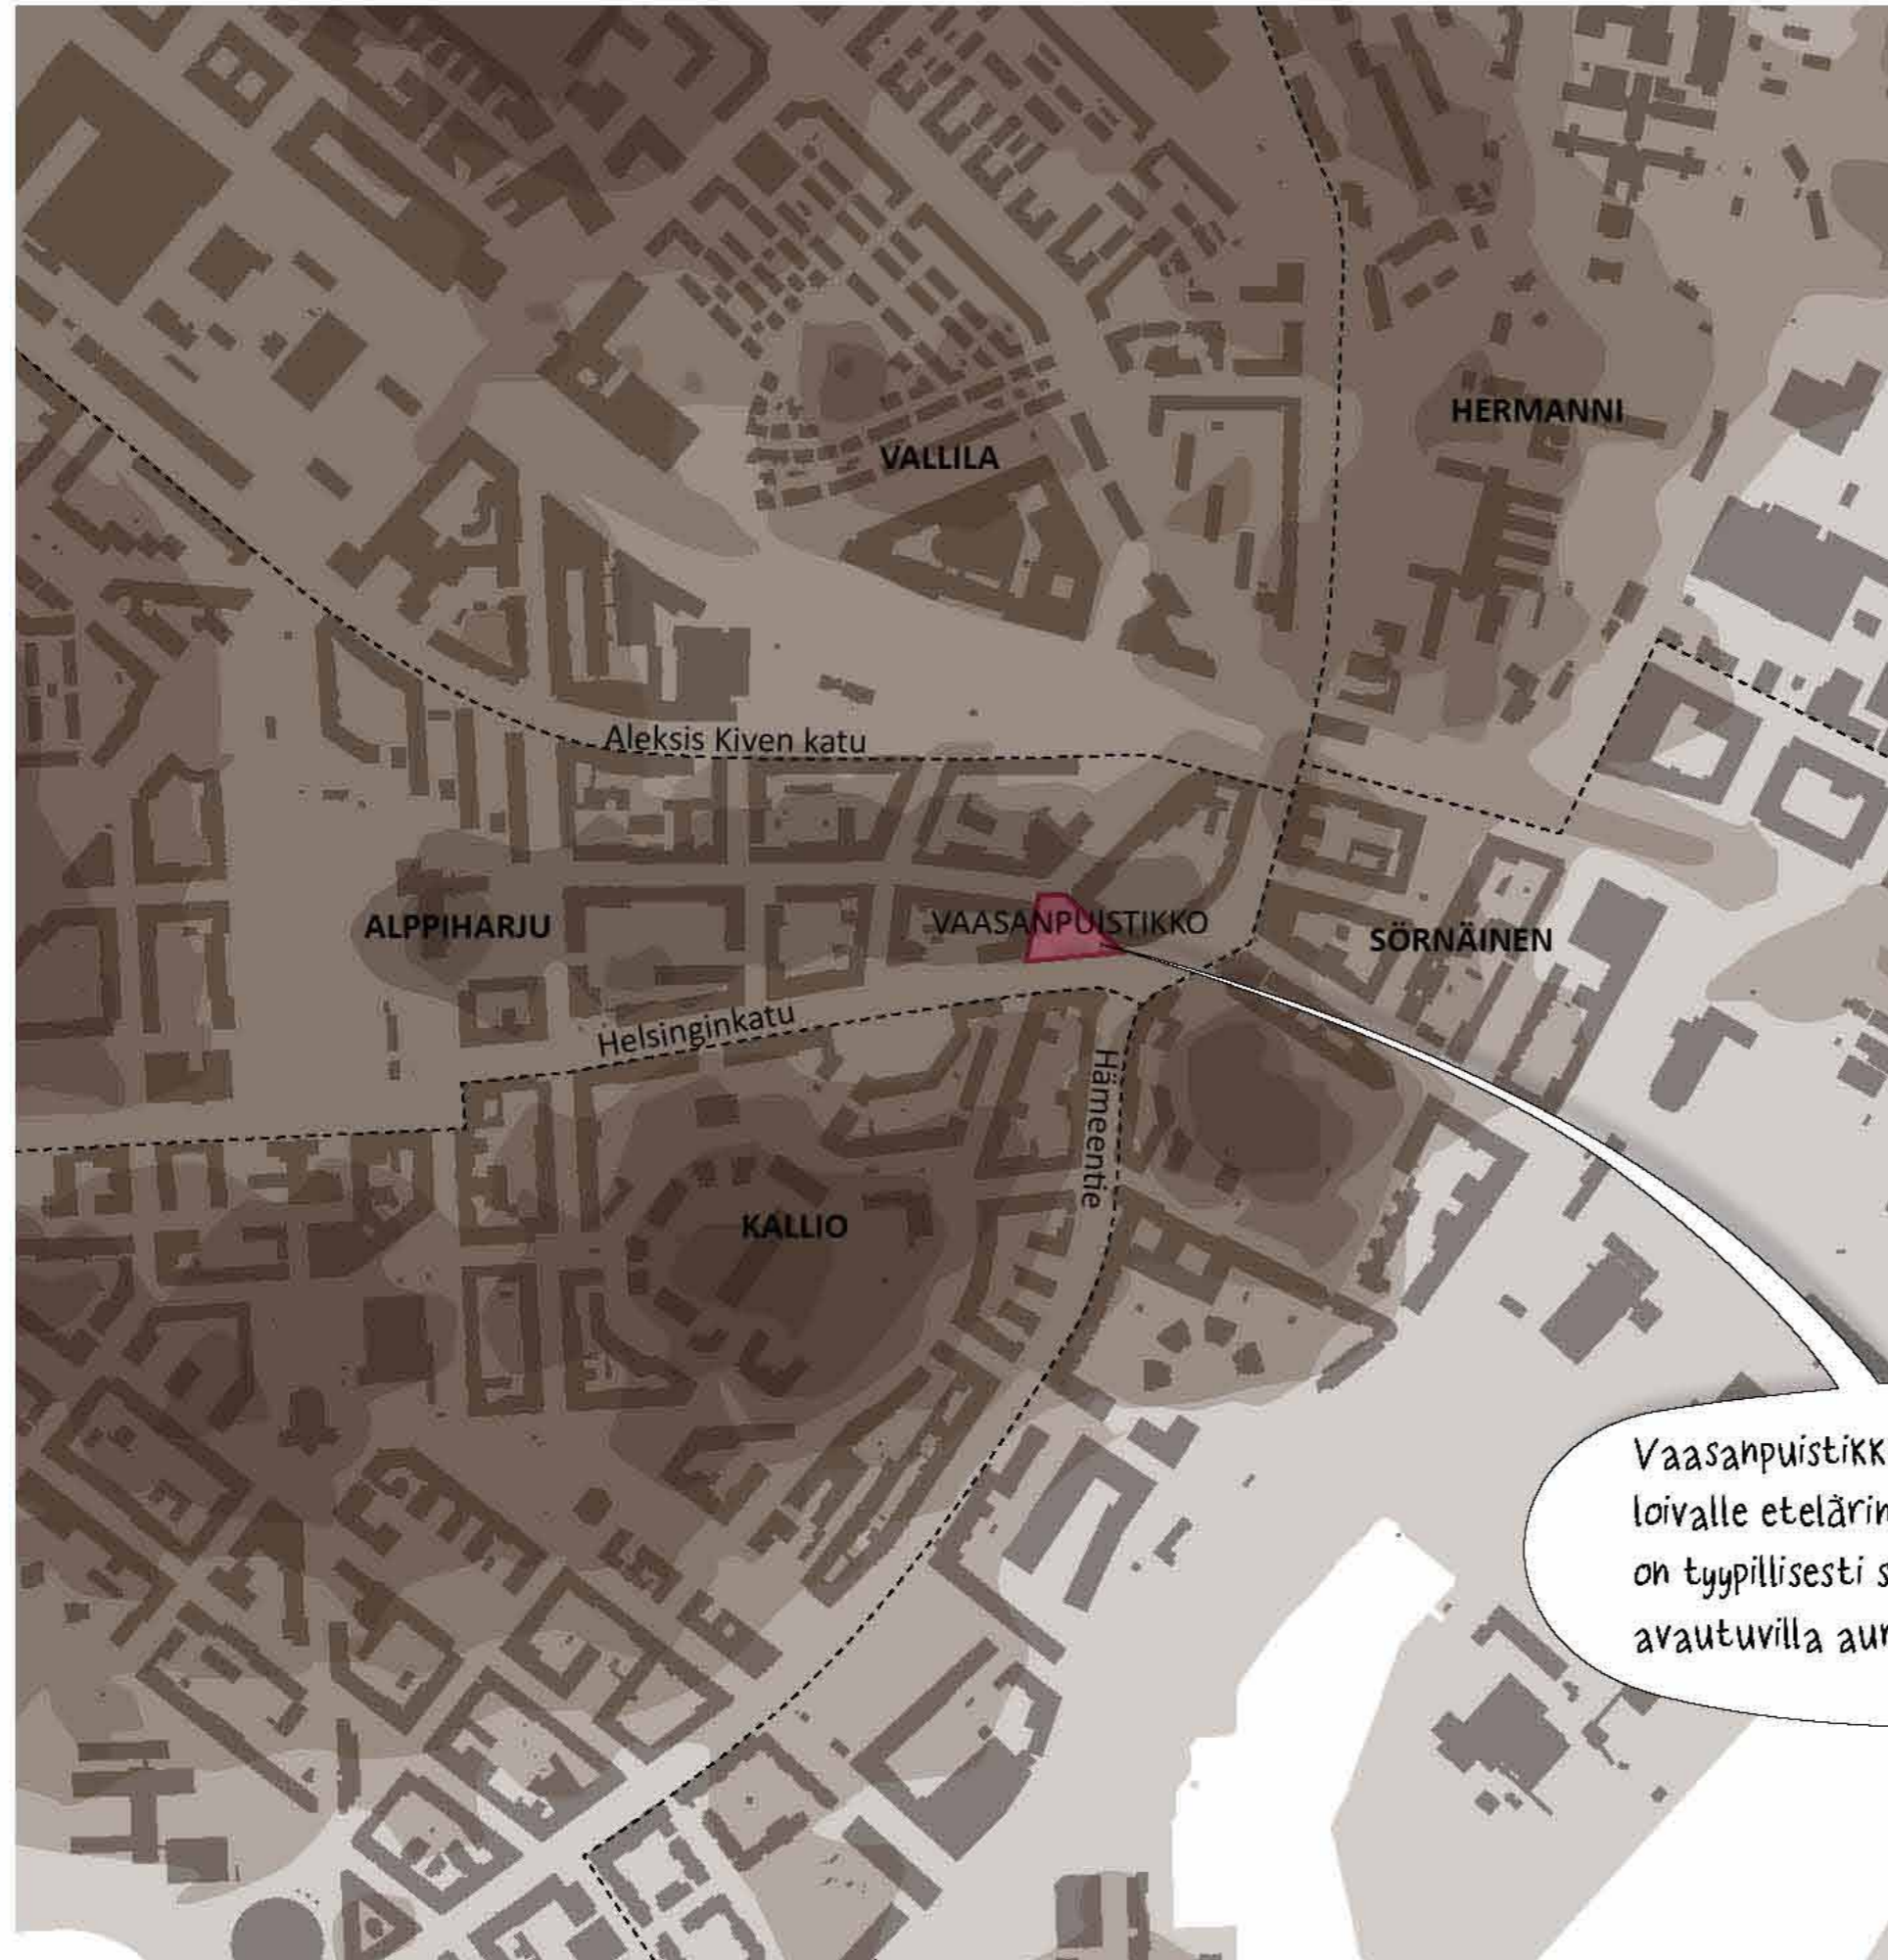 HERMANNI
VALLILA
Aleksis Kiven katu
VAASANPUISTIKKO
ALPPIHARJU
SÖRNÄINEN
Helsinginkatu
Hämeentie
KALLIO
Vaasanpuistikk
loivalle etelärin
on tyypillisesti s
avautuvilla aur